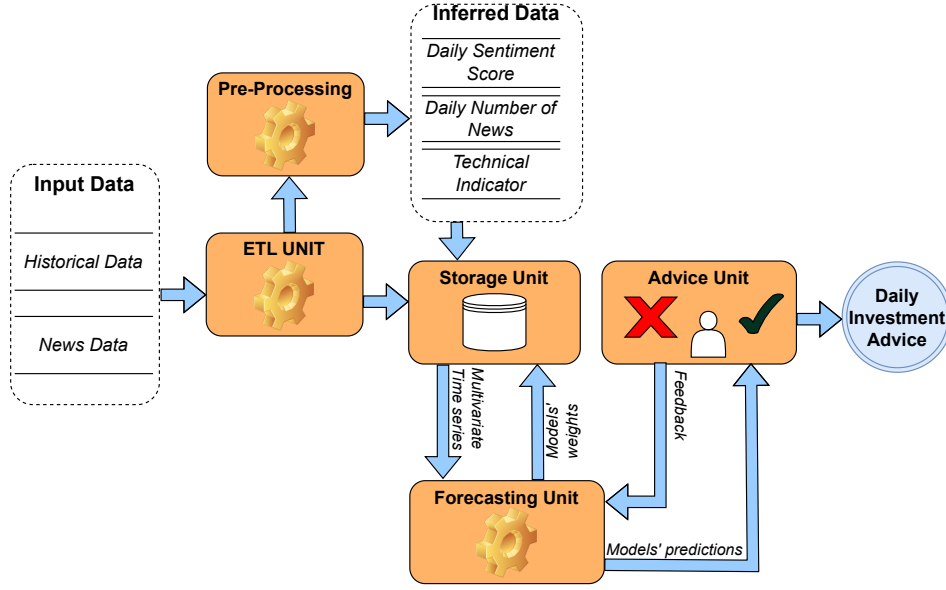 Inferred Data
Daily Sentiment
Score
Daily Number of
News
Technical
Indicator
Pre-Processing
Input Data
Historical Data
News Data
ETL UNIT
Storage Unit
Advice Unit
Daily
Investment
Advice
Multivariate
Time series
Models',
weights
Feedback
Forecasting Unit
Models' predictions